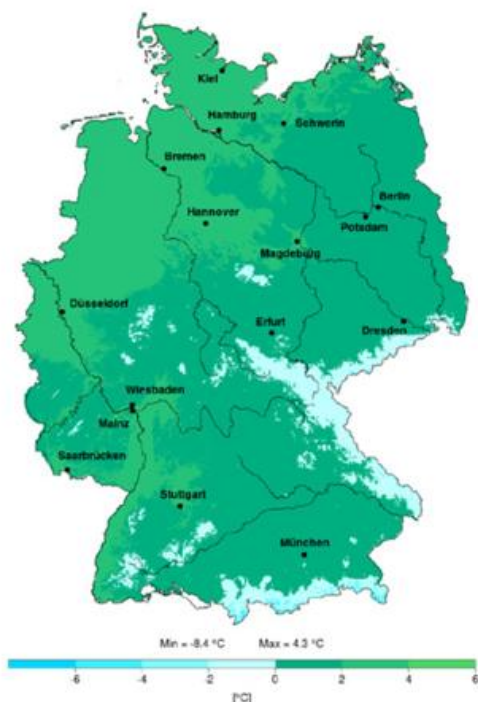 Kiel
Hamburg
Schwerin
Bremen
Berlin
Hannover
Potsdam
Magdeburg
Düsseldorf
Erfurt
Dresden
Wiesbaden
Mainz
Saarbrücken
Stuttgart
München
Min = -8.4 °C Max = 4.3 °C
-6 -4 -2 0 2 4 6
[°C]